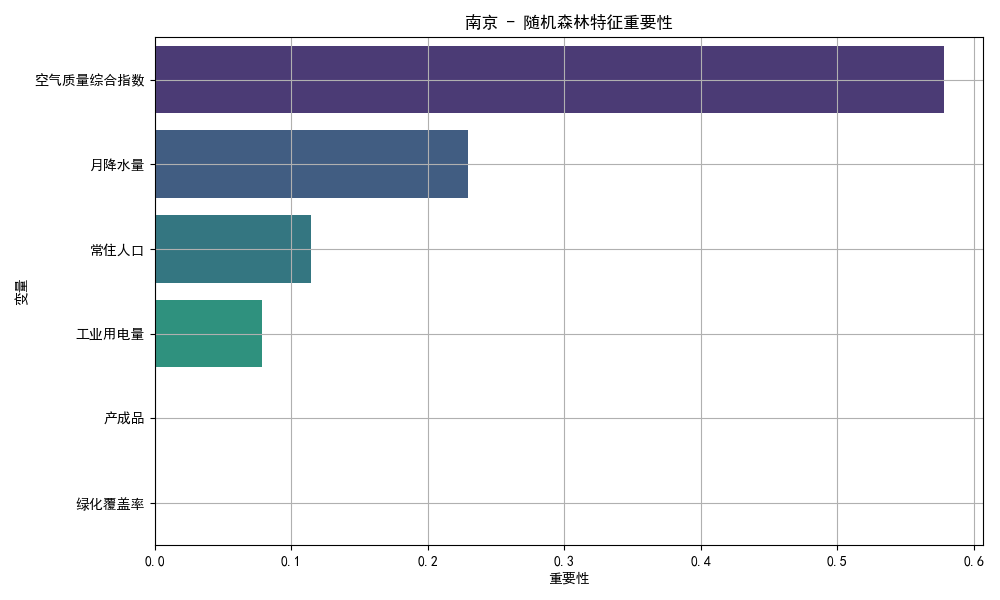 南京 - 随机森林特征重要性
空气质量综合指数
月降水量
常住人口
工业用电量
产成品
绿化覆盖率
变量
0.0 0.1 0.2 0.3 0.4 0.5 0.6
重要性